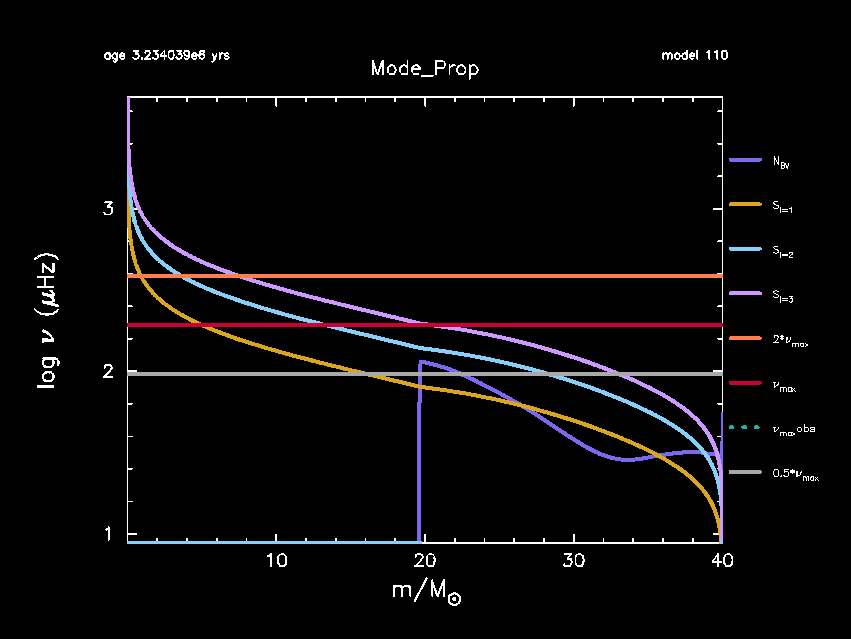 age 3.234039e6 yrs
model 110
Mode_Prop
log ν (μHz)
3
2
1
10
20
30
40
m/M⊙
N_BV
S_l=1
S_l=2
S_l=3
2*ν_max
ν_max
ν_max obs
0.5*ν_max